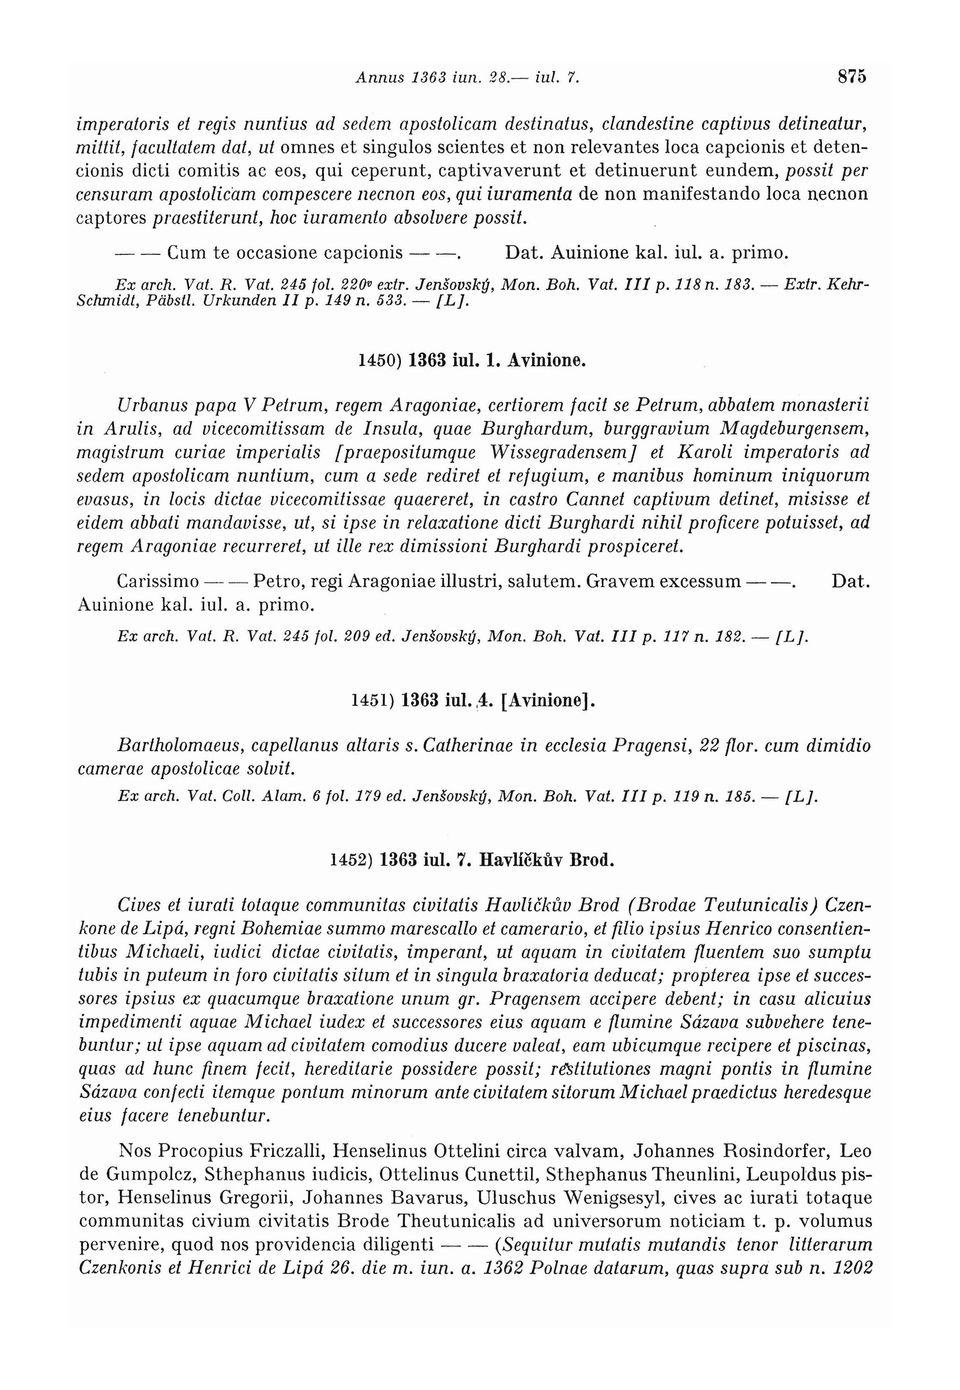 Annus 1363 iun. 28.— iul. 7. 875
imperatoris et regis nuntius ad sedem apostolicam destinatus, clandestine captivus detineatur,
mittit, facultatem dat, ut omnes et singulos scientes et non relevantes loca capcionis et deten-
cionis dicti comitis ac eos, qui ceperunt, captivaverunt et detinuerunt eundem, possit per
censuram apostolicam compescere necnon eos, qui iuramenta de non manifestando loca necnon
captores praestiterunt, hoc iuramento absolvere possit.
— — Cum te occasione capcionis — —. Dat. Auinione kal. iul. a. primo.
Ex arch. Vat. R. Vat. 245 fol. 220v extr. Jenšovský, Mon. Boh. Vat. III p. 118 n. 183. — Extr. Kehr-
Schmidt, Päbstl. Urkunden II p. 149 n. 533. — [L].
1450) 1363 iul. 1. Avinione.
Urbanus papa V Petrum, regem Aragoniae, certiorem facit se Petrum, abbatem monasterii
in Arulis, ad vicecomitissam de Insula, quae Burghardum, burggravium Magdeburgensem,
magistrum curiae imperialis [praepositumque Wissegradensem] et Karoli imperatoris ad
sedem apostolicam nuntium, cum a sede rediret et refugium, e manibus hominum iniquorum
evasus, in locis dictae vicecomitissae quaereret, in castro Cannet captivum detinet, misisse et
eidem abbati mandavisse, ut, si ipse in relaxatione dicti Burghardi nihil proficere potuisset, ad
regem Aragoniae recurreret, ut ille rex dimissioni Burghardi prospiceret.
Carissimo — — Petro, regi Aragoniae illustri, salutem. Gravem excessum — —. Dat.
Auinione kal. iul. a. primo.
Ex arch. Vat. R. Vat. 245 fol. 209 ed. Jenšovský, Mon. Boh. Vat. III p. 117 n. 182. — [L].
1451) 1363 iul. 4. [Avinione].
Bartholomaeus, capellanus altaris s. Catherinae in ecclesia Pragensi, 22 flor. cum dimidio
camerae apostolicae solvit.
Ex arch. Vat. Coll. Alam. 6 fol. 179 ed. Jenšovský, Mon. Boh. Vat. III p. 119 n. 185. — [L].
1452) 1363 iul. 7. Havlíčkův Brod.
Cives et iurati totaque communitas civitatis Havlíčkův Brod (Brodae Teutunicalis) Czen-
kone de Lipá, regni Bohemiae summo marescallo et camerario, et filio ipsius Henrico consentien-
tibus Michaeli, iudici dictae civitatis, imperant, ut aquam in civitatem fluentem suo sumptu
tubis in puteum in foro civitatis situm et in singula braxatoria deducat; propterea ipse et succes-
sores ipsius ex quacumque braxatione unum gr. Pragensem accipere debent; in casu alicuius
impedimenti aquae Michael iudex et successores eius aquam e flumine Sázava subvehere tene-
buntur; ut ipse aquam ad civitatem comodius ducere valeat, eam ubicumque recipere et piscinas,
quas ad hunc finem fecit, hereditarie possidere possit; restitutiones magni pontis in flumine
Sázava confecti itemque pontum minorum ante civitatem sitorum Michael praedictus heredesque
eius facere tenebuntur.
Nos Procopius Friczalli, Henselinus Ottelini circa valvam, Johannes Rosindorfer, Leo
de Gumpolcz, Sthephanus iudicis, Ottelinus Cunettil, Sthephanus Theunlini, Leupoldus pis-
tor, Henselinus Gregorii, Johannes Bavarus, Uluschus Wenigsesyl, cives ac iurati totaque
communitas civium civitatis Brode Theutunicalis ad universorum noticiam t. p. volumus
pervenire, quod nos providencia diligenti — — (Sequitur mutatis mutandis tenor litterarum
Czenkonis et Henrici de Lipá 26. die m. iun. a. 1362 Polnae datarum, quas supra sub n. 1202